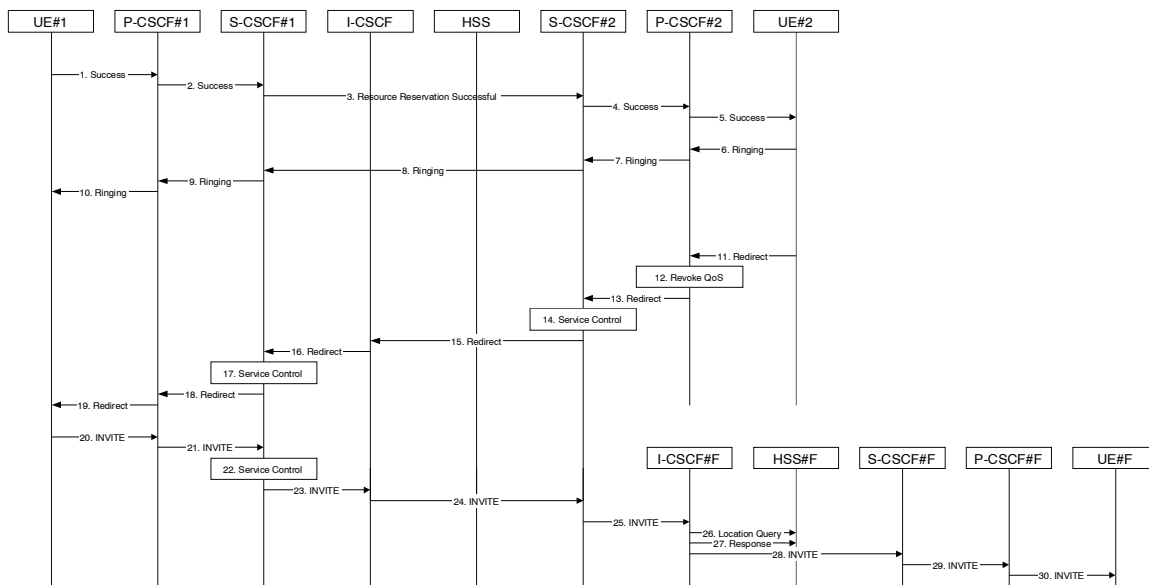 UE#1
P-CSCF#1
S-CSCF#1
I-CSCF
HSS
S-CSCF#2
P-CSCF#2
UE#2
1. Success
2. Success
3. Resource Reservation Successful
4. Success
5. Success
6. Ringing
7. Ringing
8. Ringing
9. Ringing
10. Ringing
11. Redirect
12. Revoke QoS
13. Redirect
14. Service Control
15. Redirect
16. Redirect
17. Service Control
18. Redirect
19. Redirect
20. INVITE
21. INVITE
I-CSCF#F
HSS#F
S-CSCF#F
P-CSCF#F
UE#F
22. Service Control
23. INVITE
24. INVITE
25. INVITE
26. Location Query
27. Response
28. INVITE
29. INVITE
30. INVITE